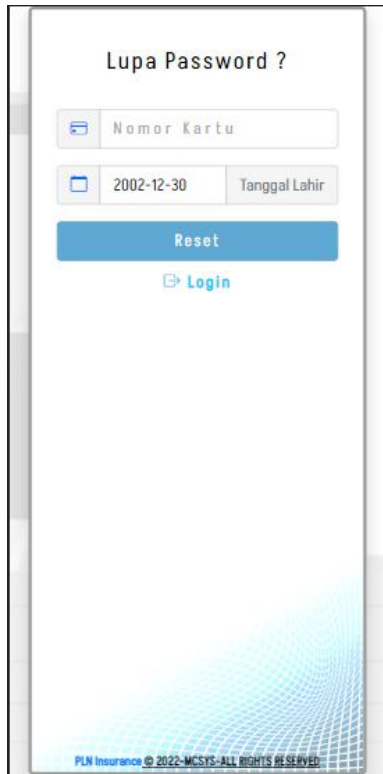 Lupa Password ?
Nomor Kartu
2002-12-30 Tanggal Lahir
Reset
Login
PLN Insurance © 2022-MCSYS-ALL RIGHTS RESERVED